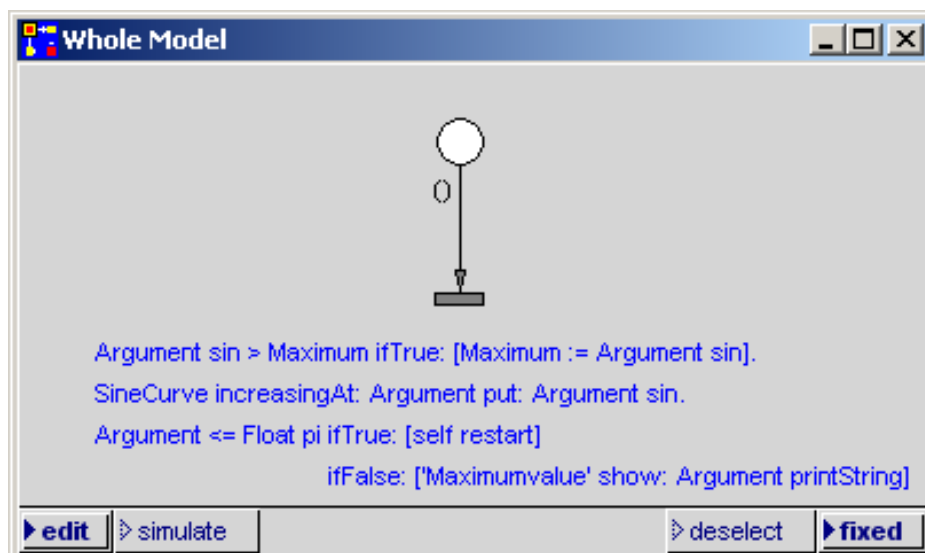 Whole Model
()
Argument sin > Maximum ifTrue: [Maximum := Argument sin].
SineCurve increasingAt: Argument put: Argument sin.
Argument <= Float pi ifTrue: [self restart]
ifFalse: ['Maximumvalue' show: Argument printString]
edit simulate deselect fixed